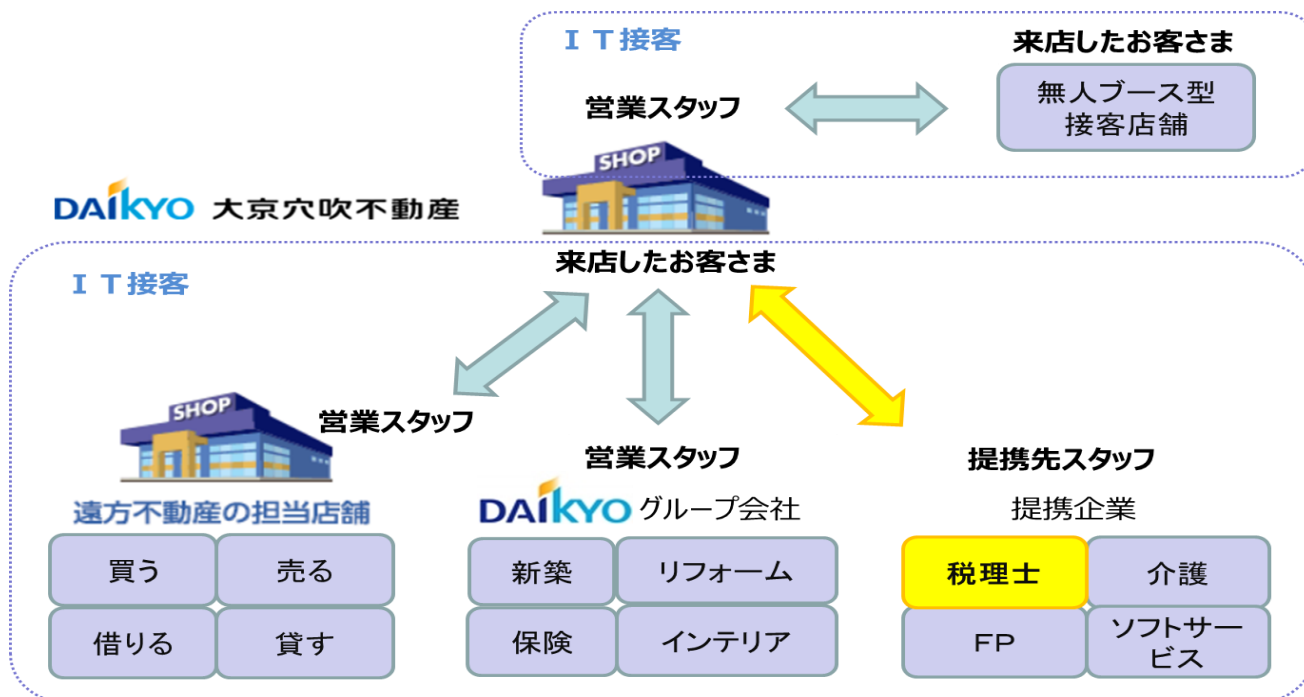 ＩＴ接客
来店したお客さま
無人ブース型
接客店舗
営業スタッフ
SHOP
DAIKYO 大京穴吹不動産
来店したお客さま
ＩＴ接客
SHOP
営業スタッフ
遠方不動産の担当店舗
買う
売る
借りる
貸す
営業スタッフ
DAIKYO グループ会社
新築
リフォーム
保険
インテリア
提携先スタッフ
提携企業
税理士
介護
FP
ソフトサー
ビス